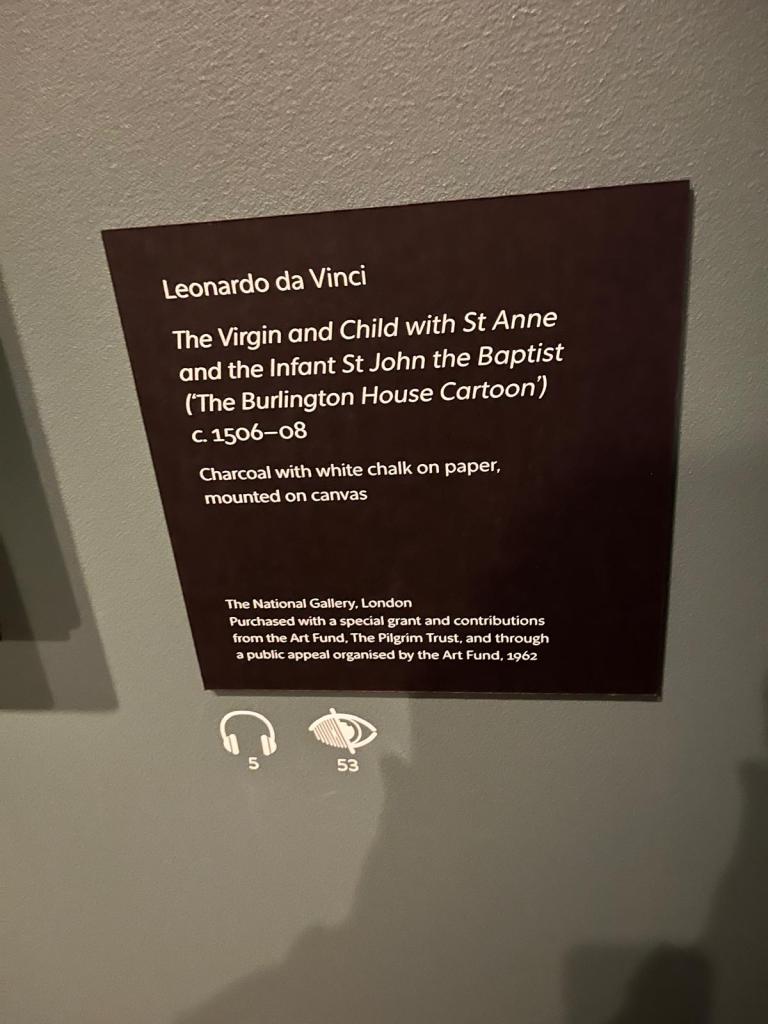 Leonardo da Vinci
The Virgin and Child with St Anne
and the Infant St John the Baptist
(‘The Burlington House Cartoon’)
c. 1506–08
Charcoal with white chalk on paper,
mounted on canvas
The National Gallery, London
Purchased with a special grant and contributions
from the Art Fund, The Pilgrim Trust, and through
a public appeal organised by the Art Fund, 1962
5 53